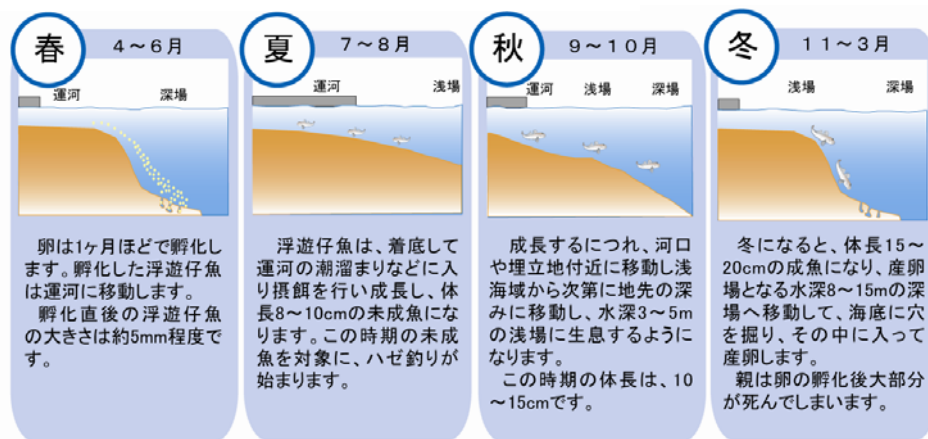 春
4~6月
運河
深場
卵は1ヶ月ほどで孵化し
ます。孵化した浮遊仔魚
は運河に移動します。
孵化直後の浮遊仔魚
の大きさは約5mm程度で
す。
夏
7~8月
運河
浅場
浮遊仔魚は、着底して
運河の潮溜まりなどに入
り摂餌を行い成長し、体
長8~10cmの未成魚に
なります。この時期の未成
魚を対象に、ハゼ釣りが
始まります。
秋
9~10月
運河
浅場
深場
成長するにつれ、河口
や埋立地付近に移動し浅
海域から次第に地先の深
みに移動し、水深3~5m
の浅場に生息するように
なります。
この時期の体長は、10
~15cmです。
冬
11~3月
浅場
深場
冬になると、体長15~
20cmの成魚になり、産卵
場となる水深8~15mの深
場へ移動して、海底に穴
を掘り、その中に入って
産卵します。
親は卵の孵化後大部分
が死んでしまいます。